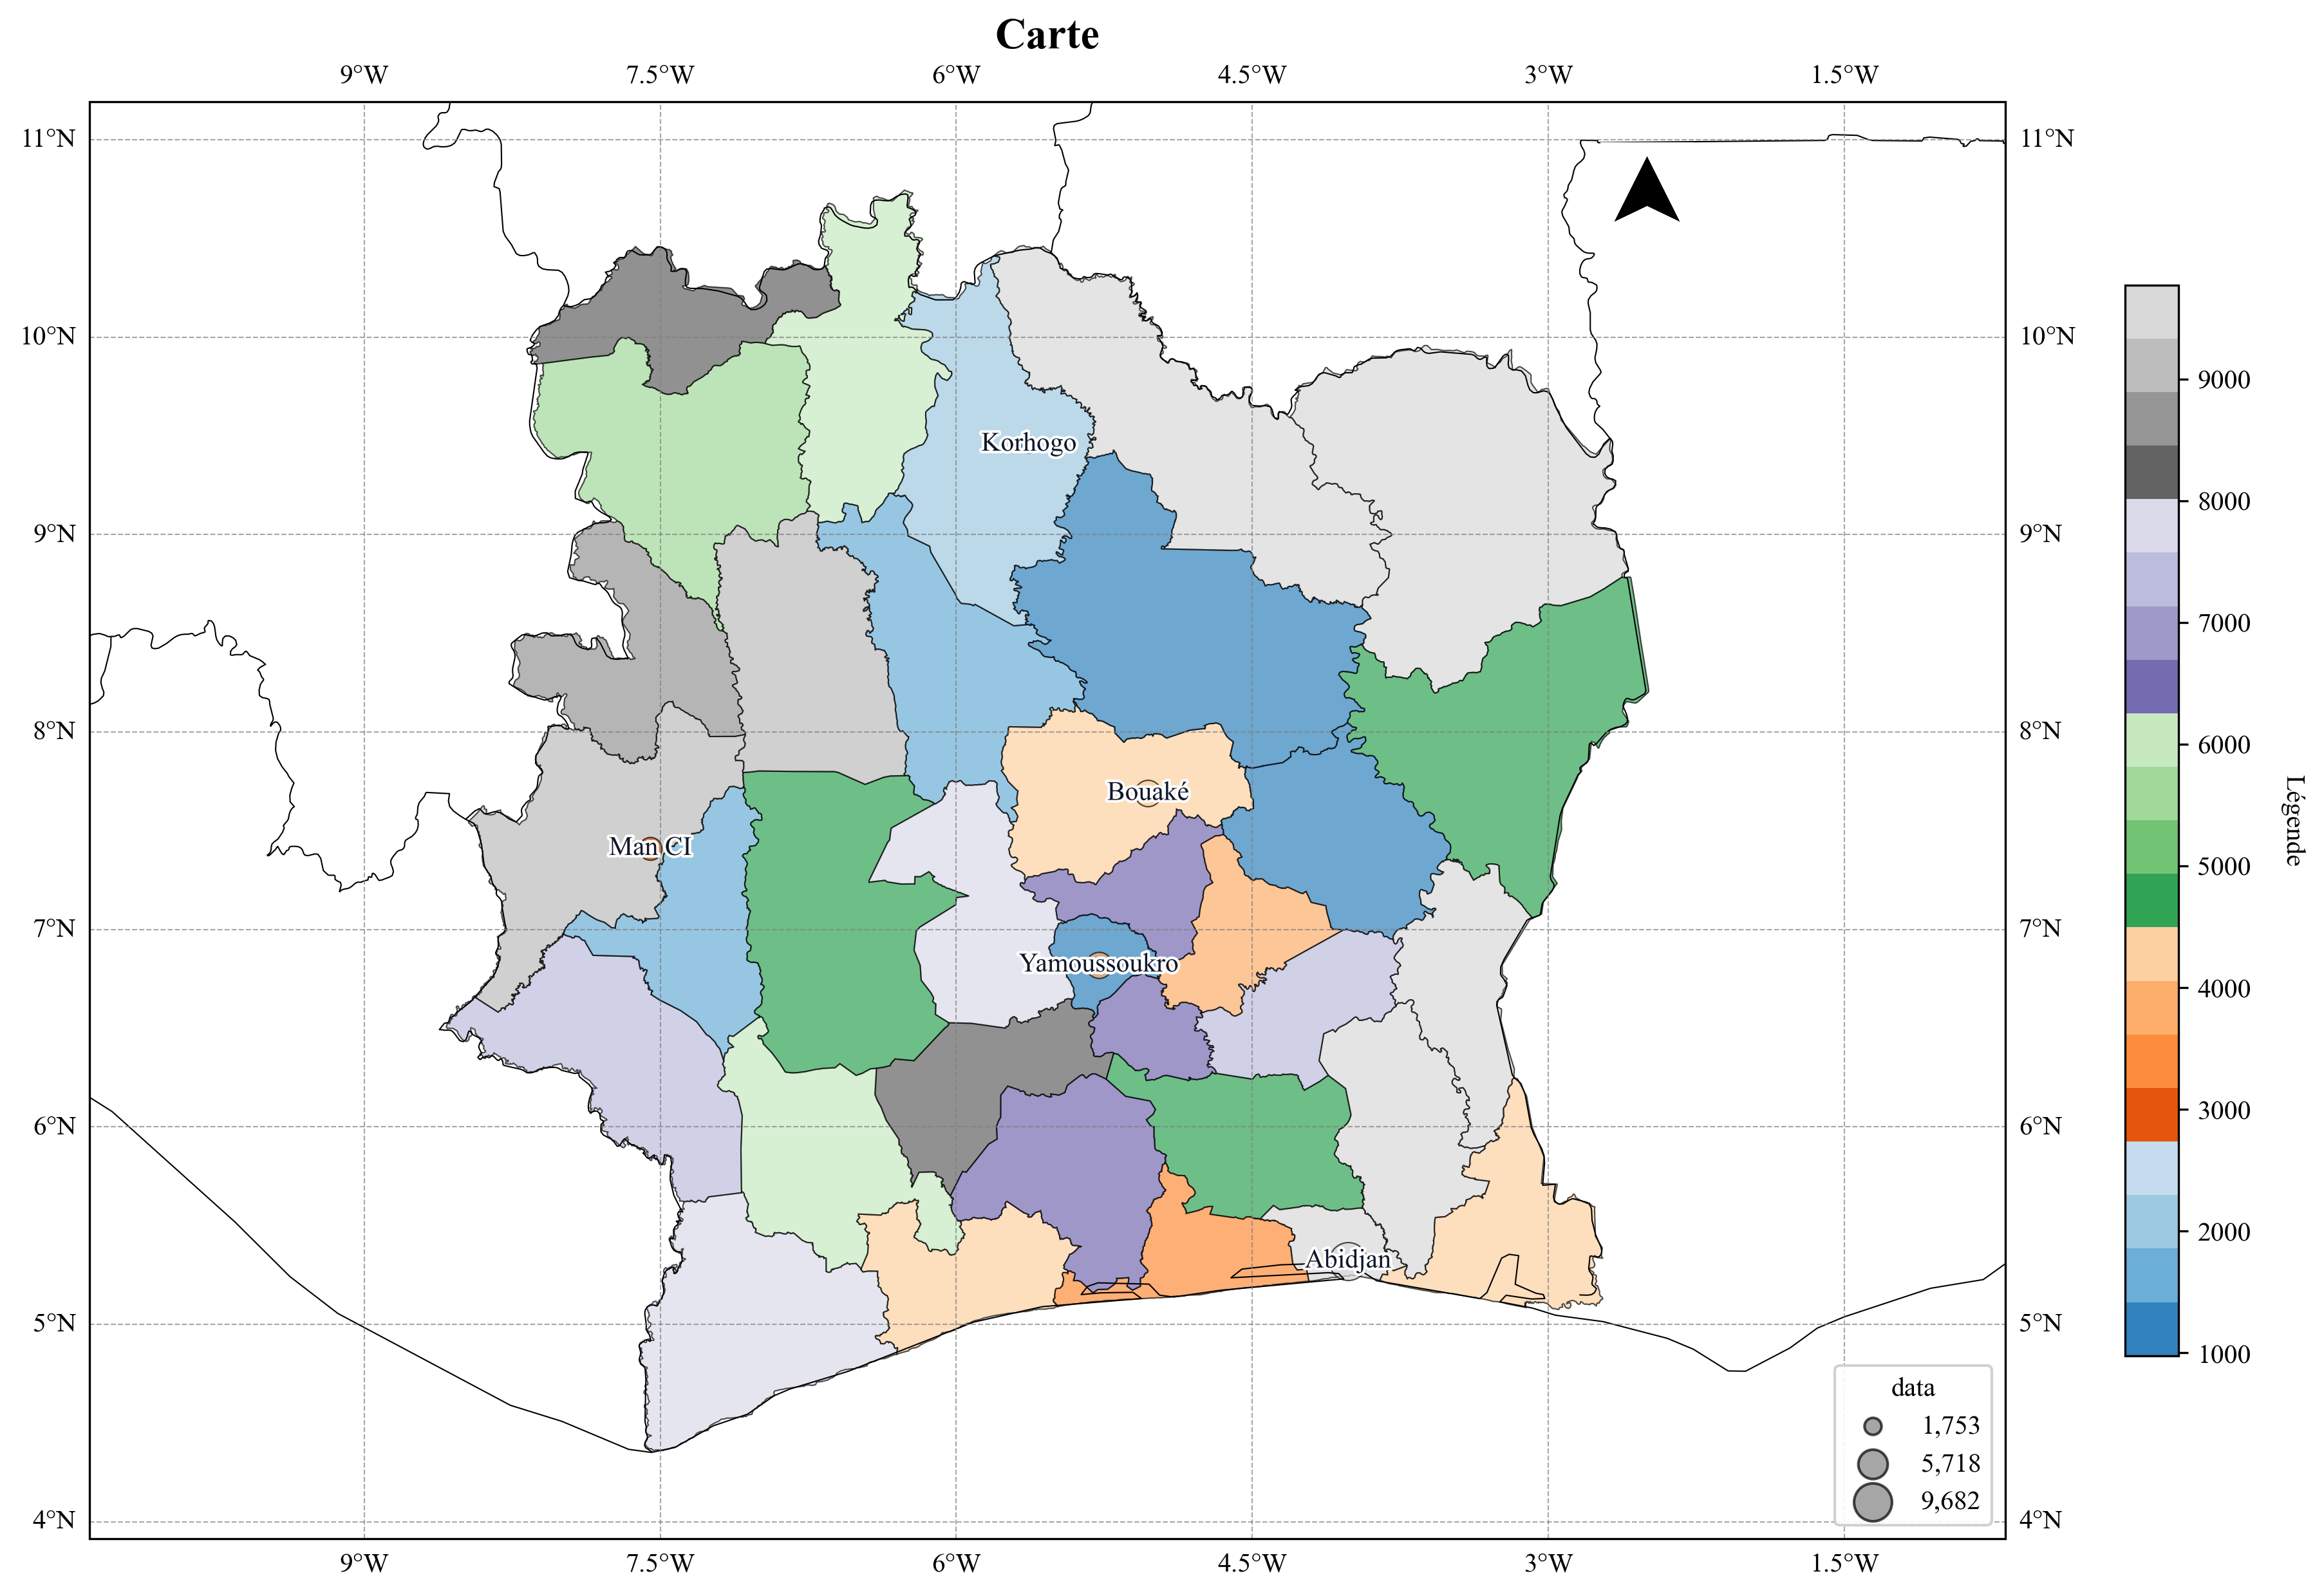 Carte
9°W 7.5°W 6°W 4.5°W 3°W 1.5°W
11°N 11°N
10°N 10°N
9°N 9°N
8°N 8°N
7°N 7°N
6°N 6°N
5°N 5°N
4°N 4°N
Korhogo
Bouaké
Man CI
Yamoussoukro
Abidjan
9000
8000
7000
6000
5000
4000
3000
2000
1000
Légende
data
1,753
5,718
9,682
9°W 7.5°W 6°W 4.5°W 3°W 1.5°W